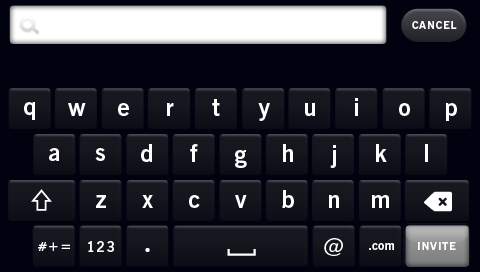 CANCEL
q w e r t y u i o p
a s d f g h j k l
z x c v b n m
#+= 123 . @ .com INVITE